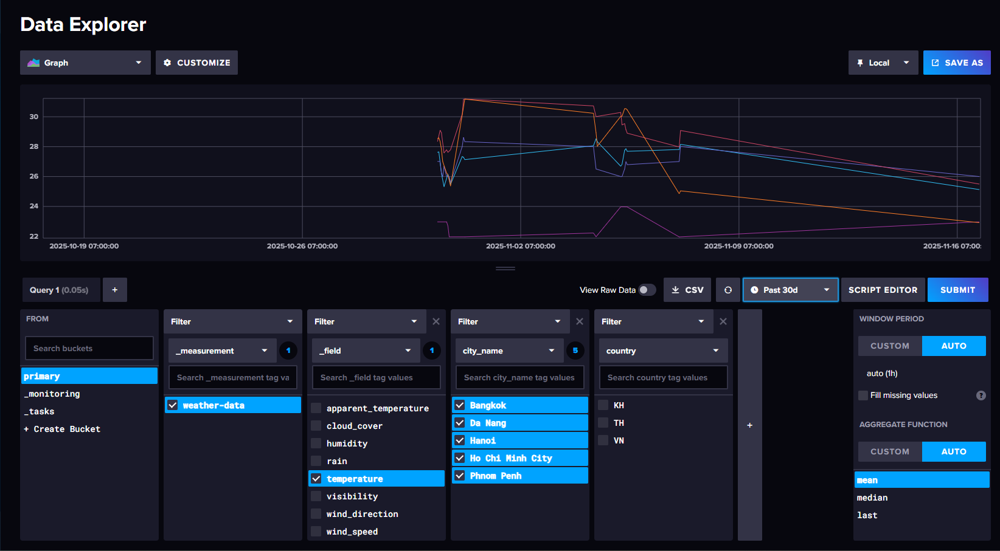 Data Explorer
Graph
CUSTOMIZE
Local
SAVE AS
30
28
26
24
22
2025-10-19 07:00:00
2025-10-26 07:00:00
2025-11-02 07:00:00
2025-11-09 07:00:00
2025-11-16 07:00:
Query 1 (0.05s)
+
View Raw Data
CSV
Past 30d
SCRIPT EDITOR
SUBMIT
FROM
Search buckets
primary
_monitoring
_tasks
+ Create Bucket
Filter
_measurement
1
Search _measurement tag va
weather-data
Filter
_field
1
Search _field tag values
apparent_temperature
cloud_cover
humidity
rain
temperature
visibility
wind_direction
wind_speed
Filter
city_name
5
Search city_name tag values
Bangkok
Da Nang
Hanoi
Ho Chi Minh City
Phnom Penh
Filter
country
Search country tag values
KH
TH
VN
+
WINDOW PERIOD
CUSTOM
AUTO
auto (1h)
Fill missing values
?
AGGREGATE FUNCTION
CUSTOM
AUTO
mean
median
last